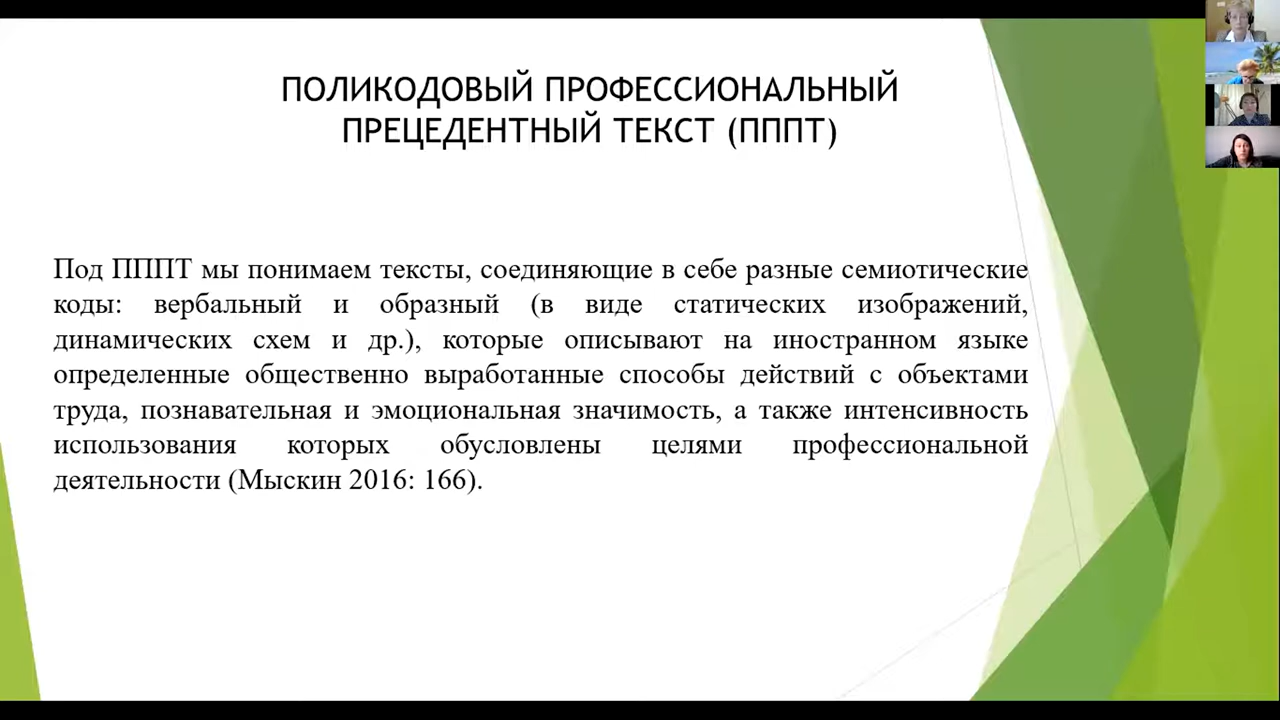 ПОЛИКОДОВЫЙ ПРОФЕССИОНАЛЬНЫЙ
ПРЕЦЕДЕНТНЫЙ ТЕКСТ (ПППТ)
Под ПППТ мы понимаем тексты, соединяющие в себе разные семиотические
коды: вербальный и образный (в виде статических изображений,
динамических схем и др.), которые описывают на иностранном языке
определенные общественно выработанные способы действий с объектами
труда, познавательная и эмоциональная значимость, а также интенсивность
использования которых обусловлены целями профессиональной
деятельности (Мыскин 2016: 166).